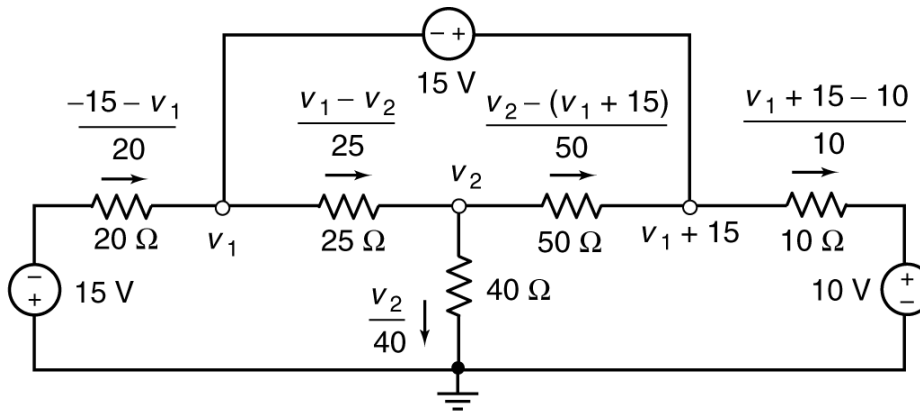 − +
15 V
−15 − v₁
20
v₁ − v₂
25
v₂ − (v₁ + 15)
50
v₁ + 15 − 10
10
v₂
20 Ω
v₁
25 Ω
50 Ω
v₁ + 15
10 Ω
−
+
15 V
v₂
40
40 Ω
10 V
+
−